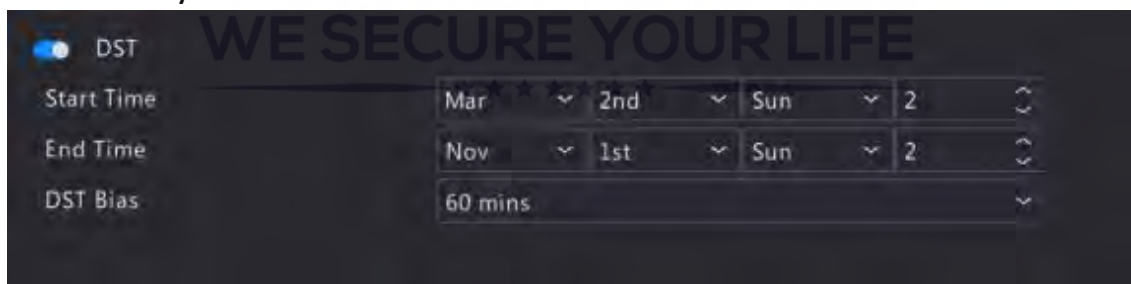 DST
WE SECURE YOUR LIFE
Start Time Mar 2nd Sun 2
End Time Nov 1st Sun 2
DST Bias 60 mins